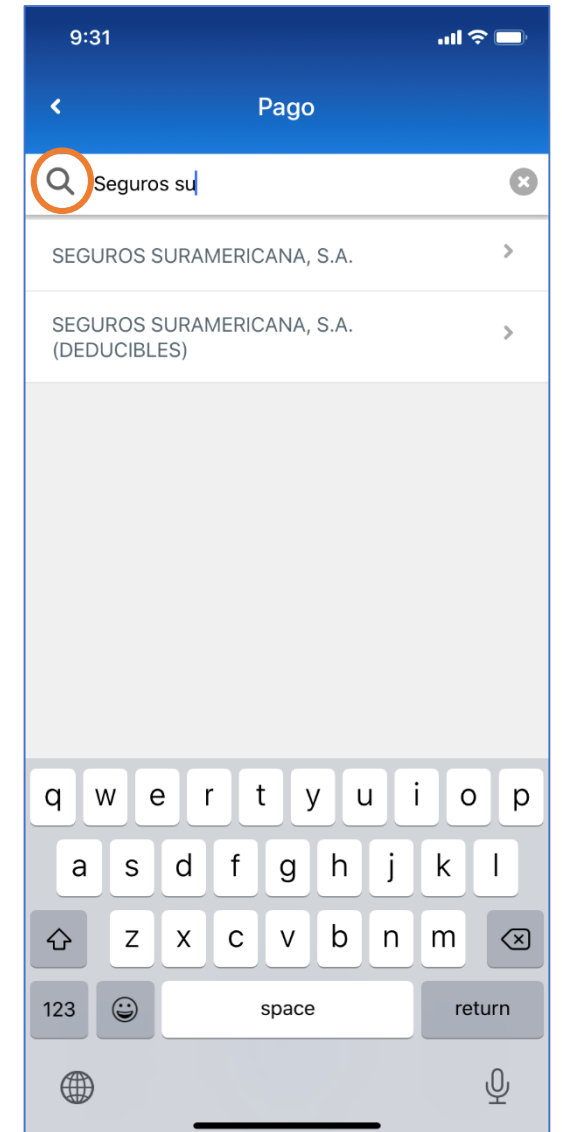 9:31
Pago
Seguros su
SEGUROS SURAMERICANA, S.A.
SEGUROS SURAMERICANA, S.A.
(DEDUCIBLES)
q w e r t y u i o p
a s d f g h j k l
z x c v b n m
123 space return